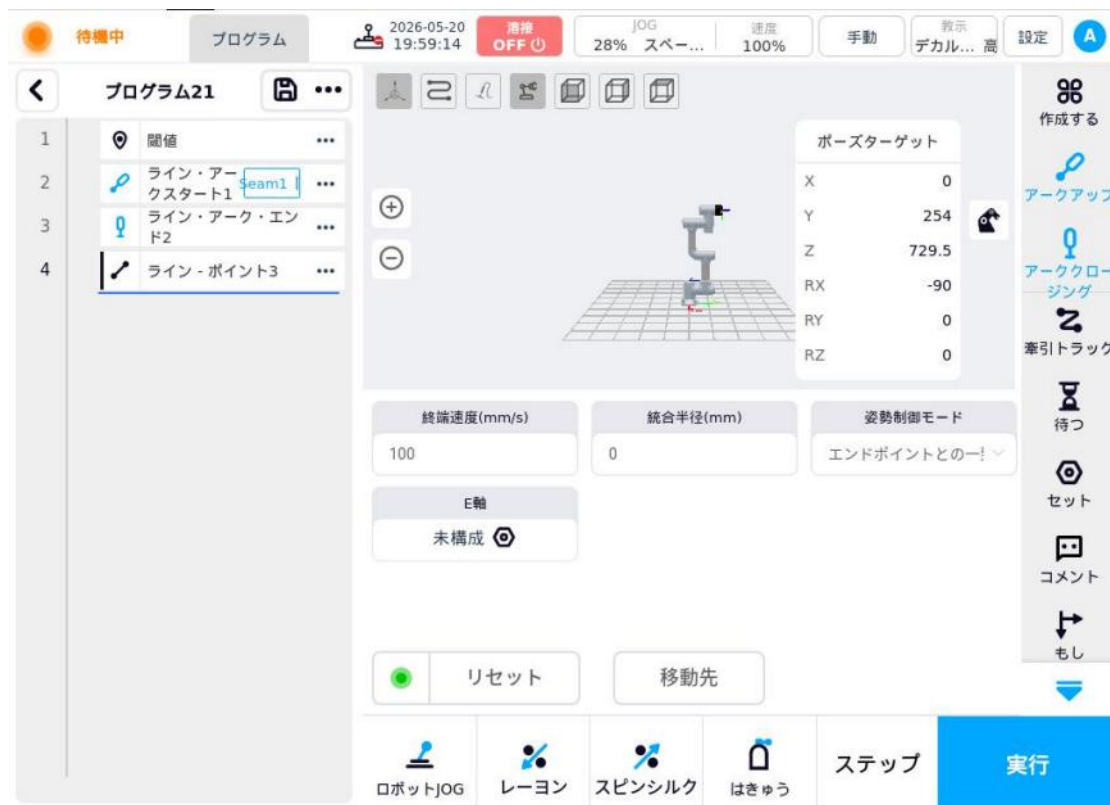 待機中
プログラム
2026-05-20
19:59:14
溶接
OFF
JOG
28% スペー...
速度
100%
手動
教示
デカル... 高
設定
A
プログラム21
1
閾値
2
ライン・アー
クスタート1
Seam1
3
ライン・アーク・エン
ド2
4
ライン - ポイント3
ポーズターゲット
X 0
Y 254
Z 729.5
RX -90
RY 0
RZ 0
終端速度(mm/s)
100
統合半径(mm)
0
姿勢制御モード
エンドポイントとの一
E軸
未構成
リセット
移動先
作成する
アークアップ
アーククロー
ジング
牽引トラック
待つ
セット
コメント
もし
ロボットJOG
レーヨン
スピンシルク
はきゅう
ステップ
実行